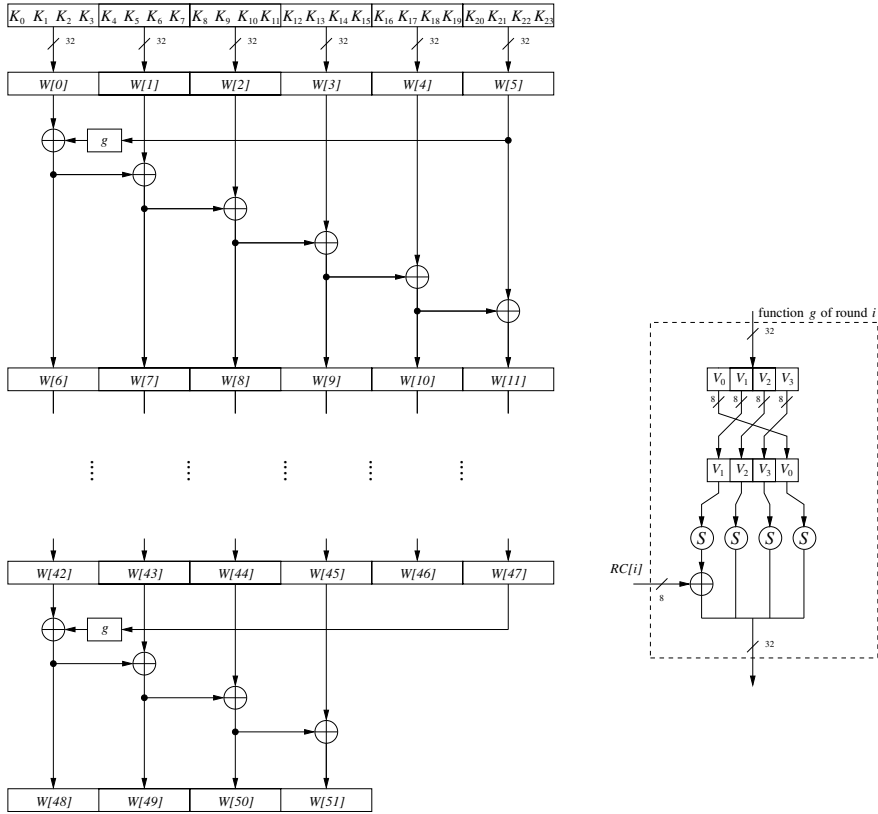 K0 K1 K2 K3 K4 K5 K6 K7 K8 K9 K10 K11 K12 K13 K14 K15 K16 K17 K18 K19 K20 K21 K22 K23
32 32 32 32 32 32
W[0] W[1] W[2] W[3] W[4] W[5]
g
W[6] W[7] W[8] W[9] W[10] W[11]
W[42] W[43] W[44] W[45] W[46] W[47]
g
W[48] W[49] W[50] W[51]
function g of round i
32
V0 V1 V2 V3
8 8 8 8
V1 V2 V3 V0
S S S S
RC[i]
8
32